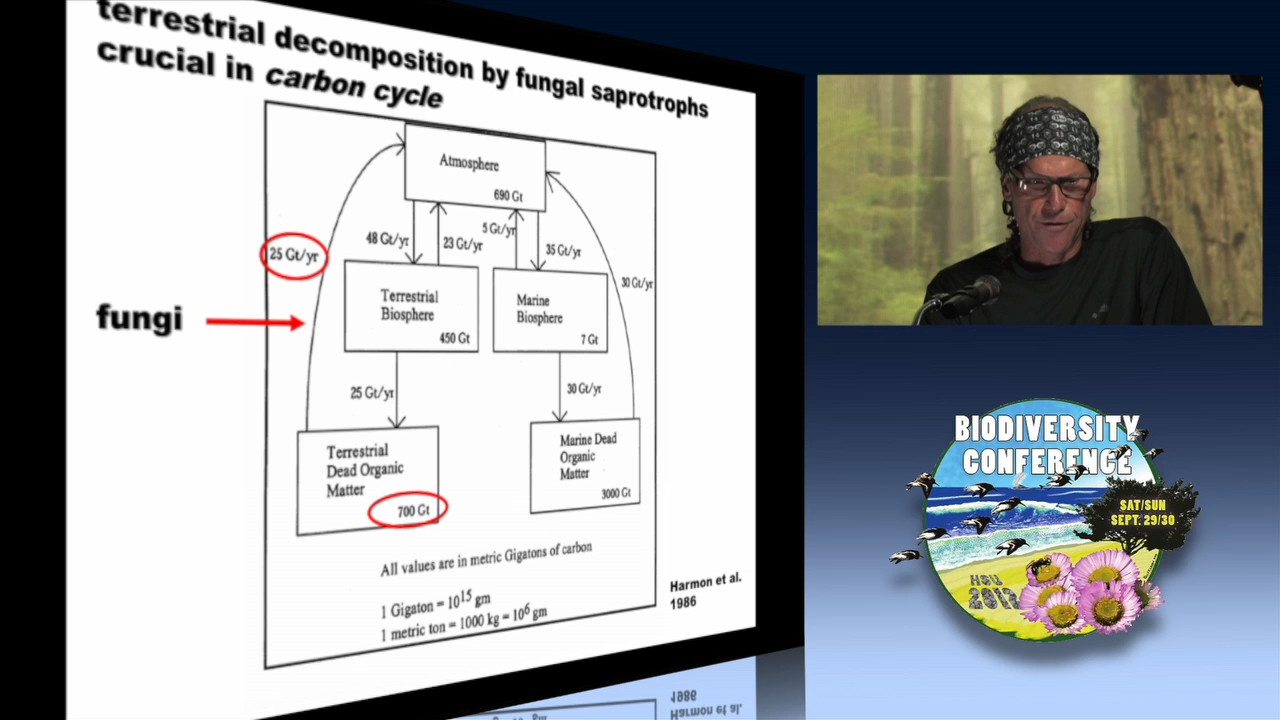 terrestrial decomposition by fungal saprotrophs
crucial in carbon cycle
Atmosphere
690 Gt
25 Gt/yr
48 Gt/yr
23 Gt/yr
5 Gt/yr
35 Gt/yr
30 Gt/yr
fungi
Terrestrial
Biosphere
450 Gt
Marine
Biosphere
7 Gt
25 Gt/yr
30 Gt/yr
Terrestrial
Dead Organic
Matter
700 Gt
Marine Dead
Organic
Matter
3000 Gt
All values are in metric Gigatons of carbon
1 Gigaton = 10¹⁵ gm
1 metric ton = 1000 kg = 10⁶ gm
Harmon et al.
1986
BIODIVERSITY
CONFERENCE
SAT/SUN
SEPT. 29/30
HSU
2012